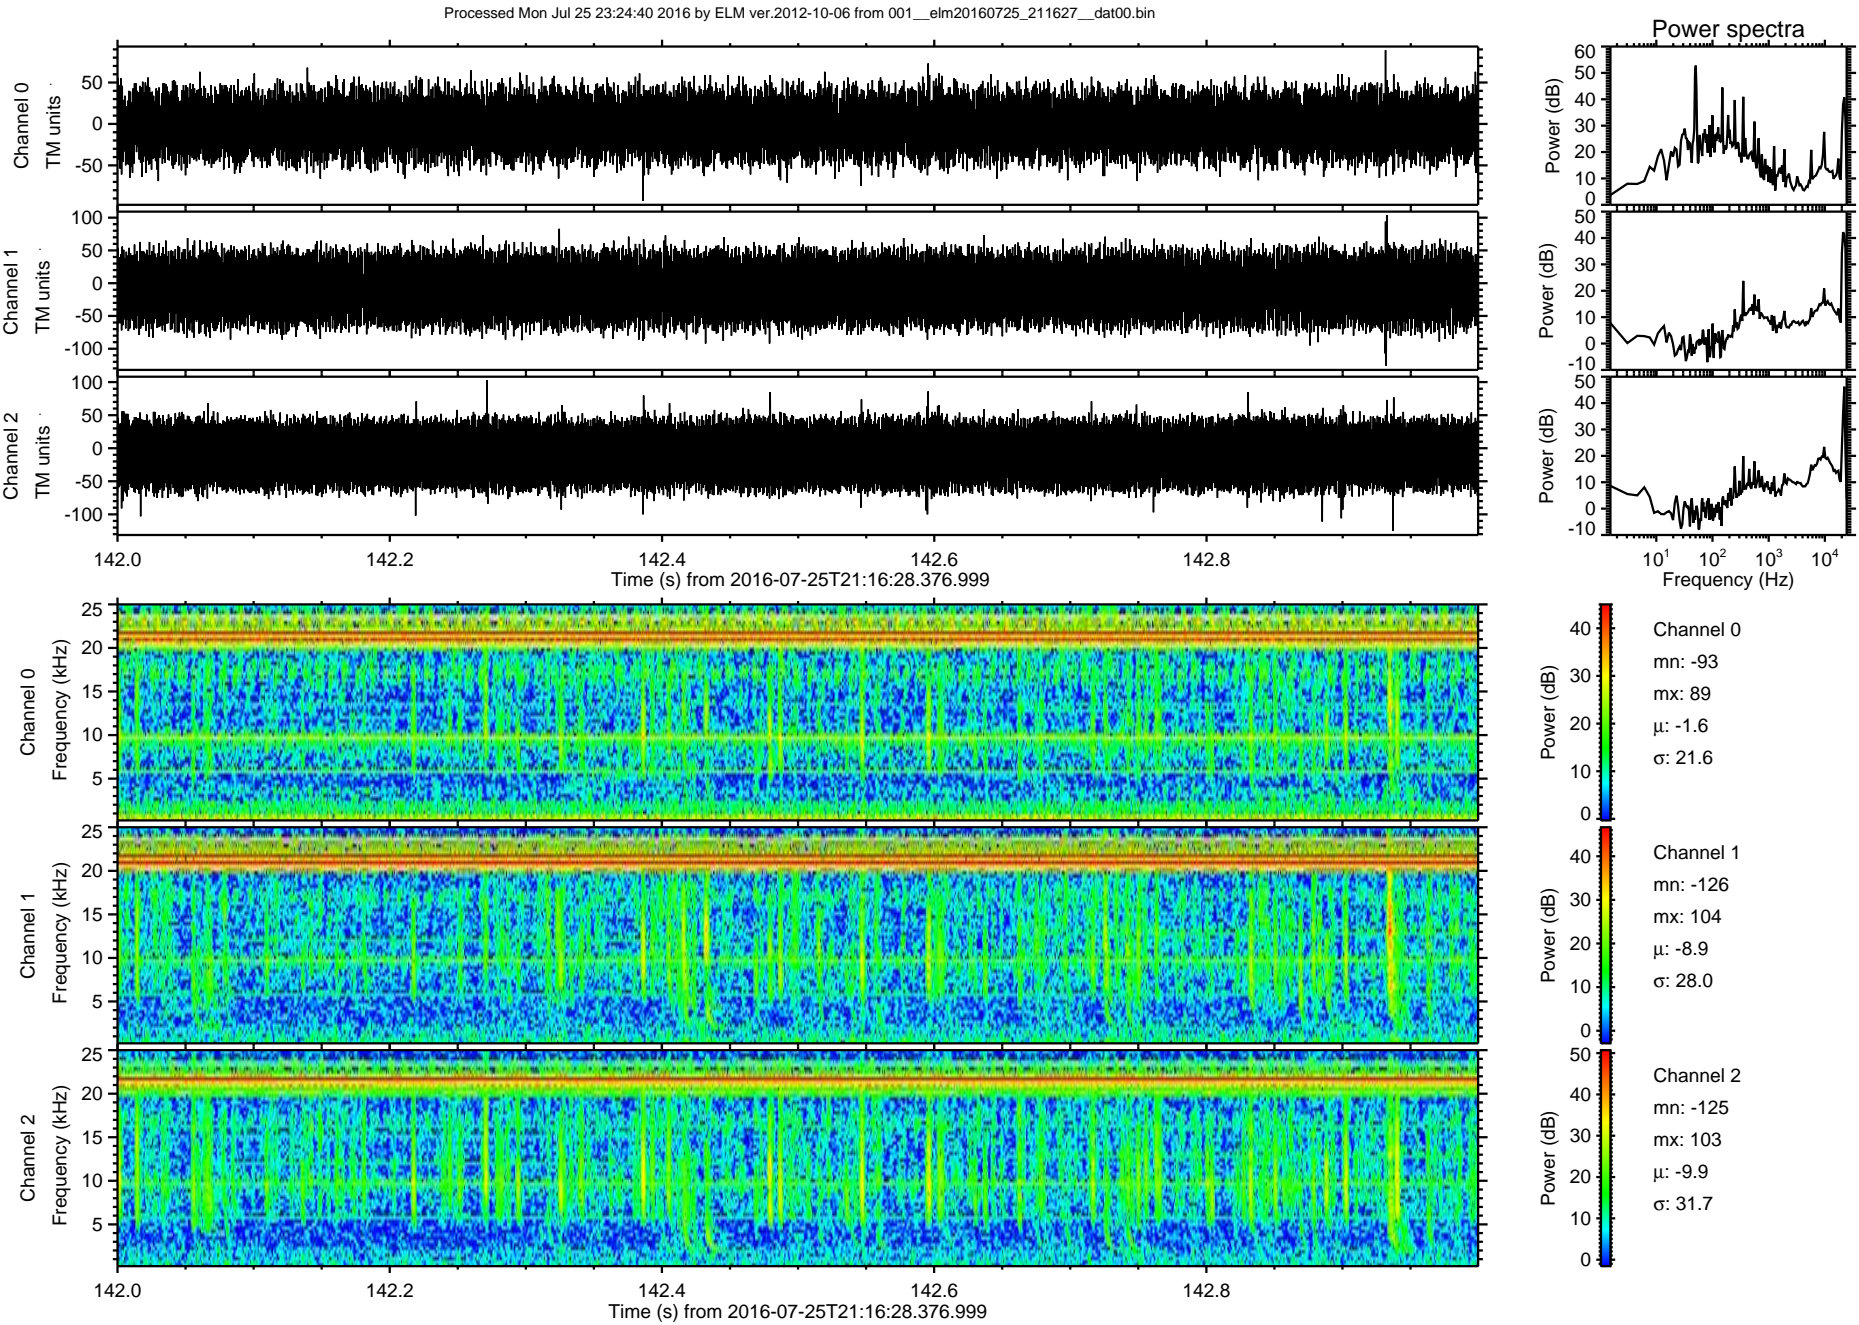 Processed Mon Jul 25 23:24:40 2016 by ELM ver.2012-10-06 from 001__elm20160725_211627__dat00.bin
Power spectra
Channel 0
TM units
50
0
-50
Power (dB)
60
50
40
30
20
10
0
Channel 1
TM units
100
50
0
-50
-100
Power (dB)
50
40
30
20
10
0
-10
Channel 2
TM units
100
50
0
-50
-100
Power (dB)
50
40
30
20
10
0
-10
142.0 142.2 142.4 142.6 142.8
Time (s) from 2016-07-25T21:16:28.376.999
10^1 10^2 10^3 10^4
Frequency (Hz)
Channel 0
Frequency (kHz)
25
20
15
10
5
Power (dB)
40
30
20
10
0
Channel 0
mn: -93
mx: 89
μ: -1.6
σ: 21.6
Channel 1
Frequency (kHz)
25
20
15
10
5
Power (dB)
40
30
20
10
0
Channel 1
mn: -126
mx: 104
μ: -8.9
σ: 28.0
Channel 2
Frequency (kHz)
25
20
15
10
5
Power (dB)
50
40
30
20
10
0
Channel 2
mn: -125
mx: 103
μ: -9.9
σ: 31.7
142.0 142.2 142.4 142.6 142.8
Time (s) from 2016-07-25T21:16:28.376.999